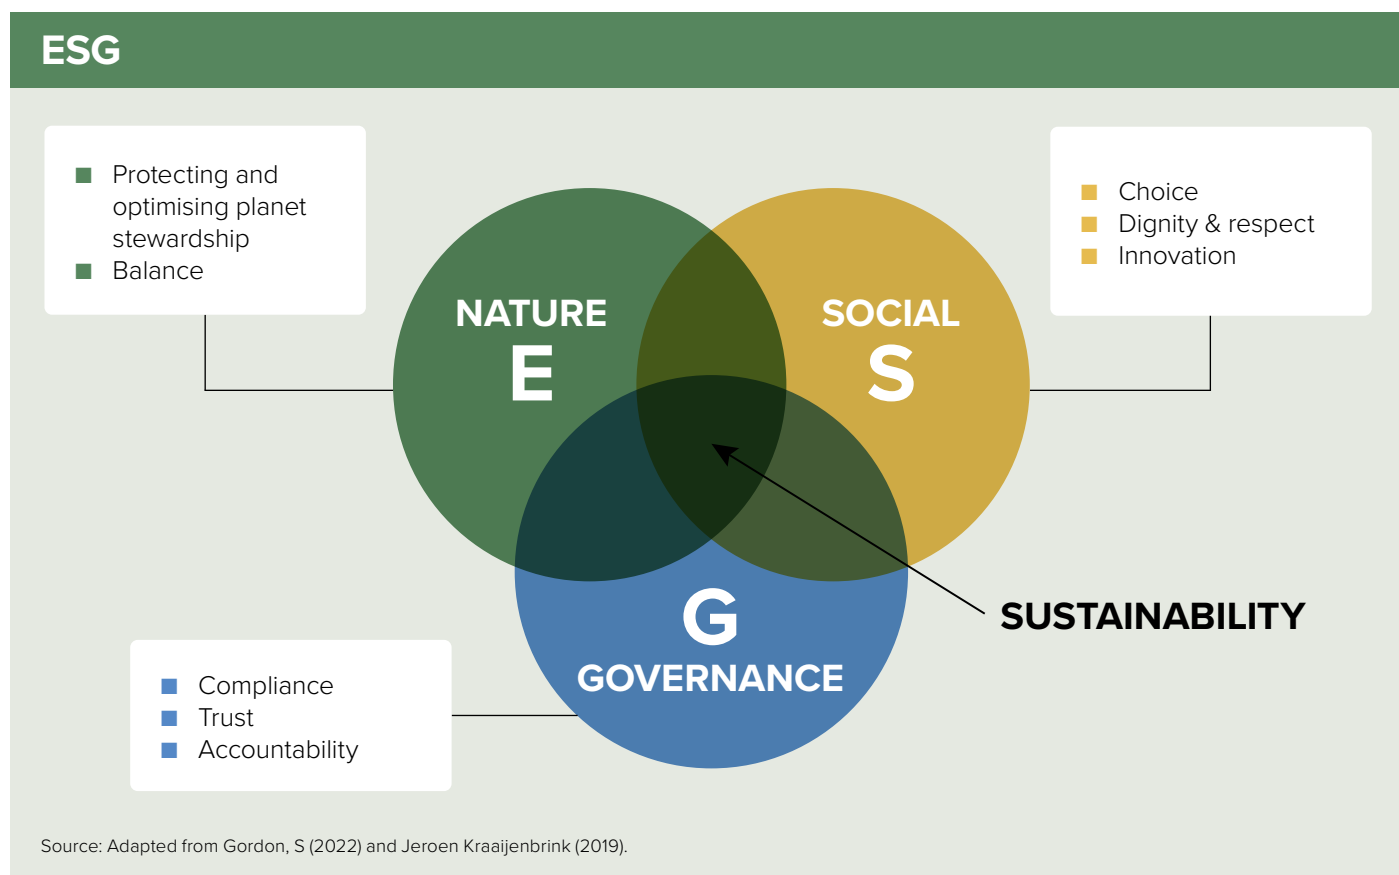 ESG
Protecting and
optimising planet
stewardship
Balance
Choice
Dignity & respect
Innovation
NATURE
E
SOCIAL
S
G
GOVERNANCE
SUSTAINABILITY
Compliance
Trust
Accountability
Source: Adapted from Gordon, S (2022) and Jeroen Kraaijenbrink (2019).